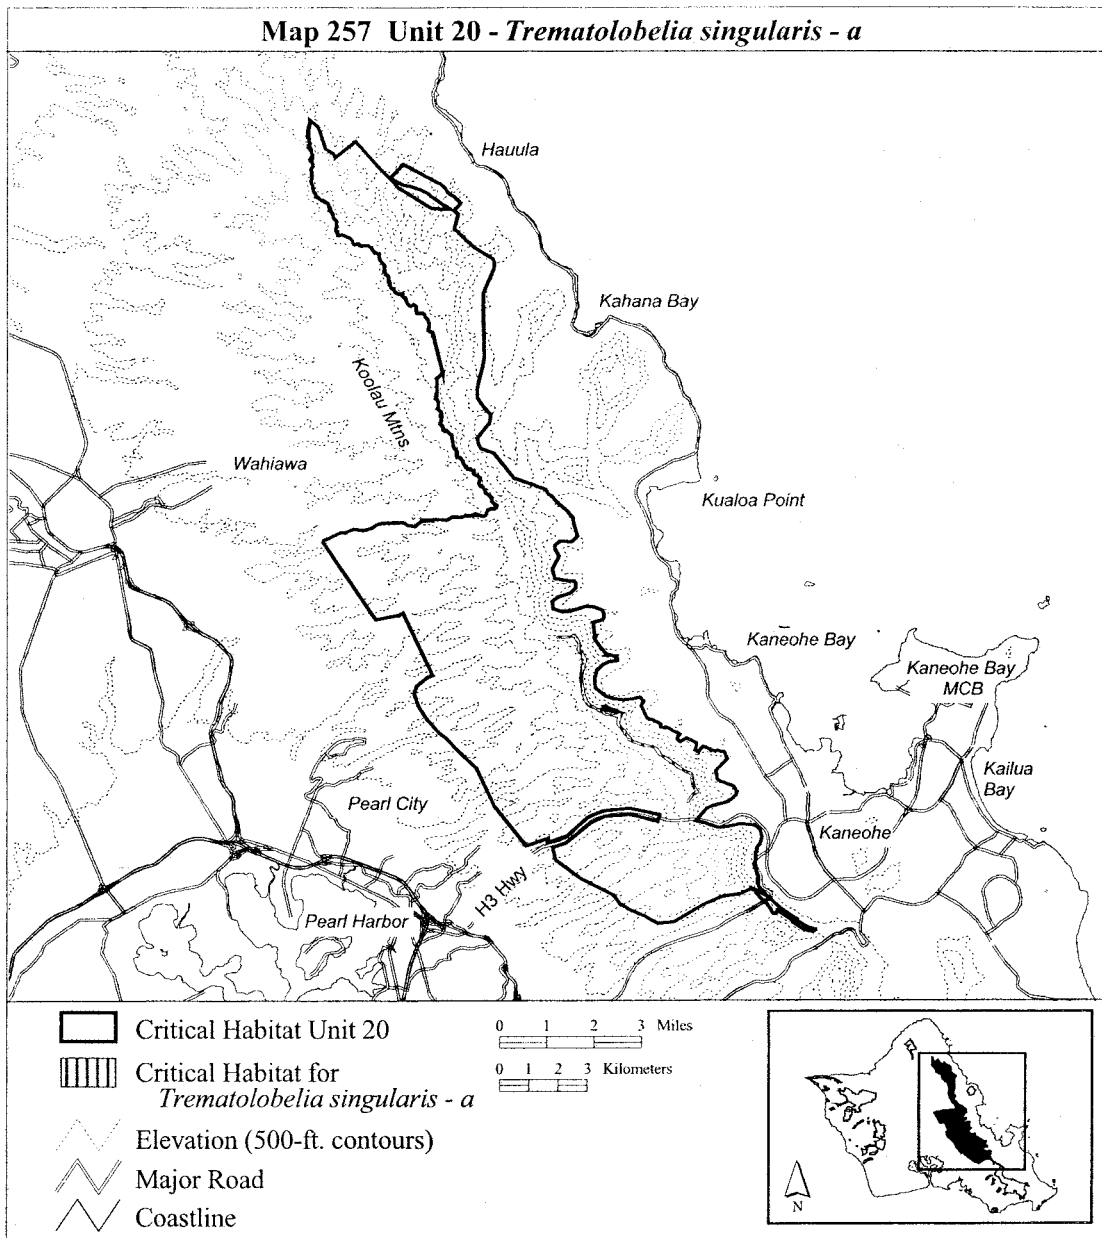 Map 257 Unit 20 - Trematolobelia singularis - a
Hauula
Kahana Bay
Koolau Mtns
Wahiawa
Kualoa Point
Kaneohe Bay
Kaneohe Bay
MCB
Kailua
Bay
Pearl City
Kaneohe
H3 Hwy
Pearl Harbor
Critical Habitat Unit 20
Critical Habitat for
Trematolobelia singularis - a
Elevation (500-ft. contours)
Major Road
Coastline
0 1 2 3 Miles
0 1 2 3 Kilometers
N